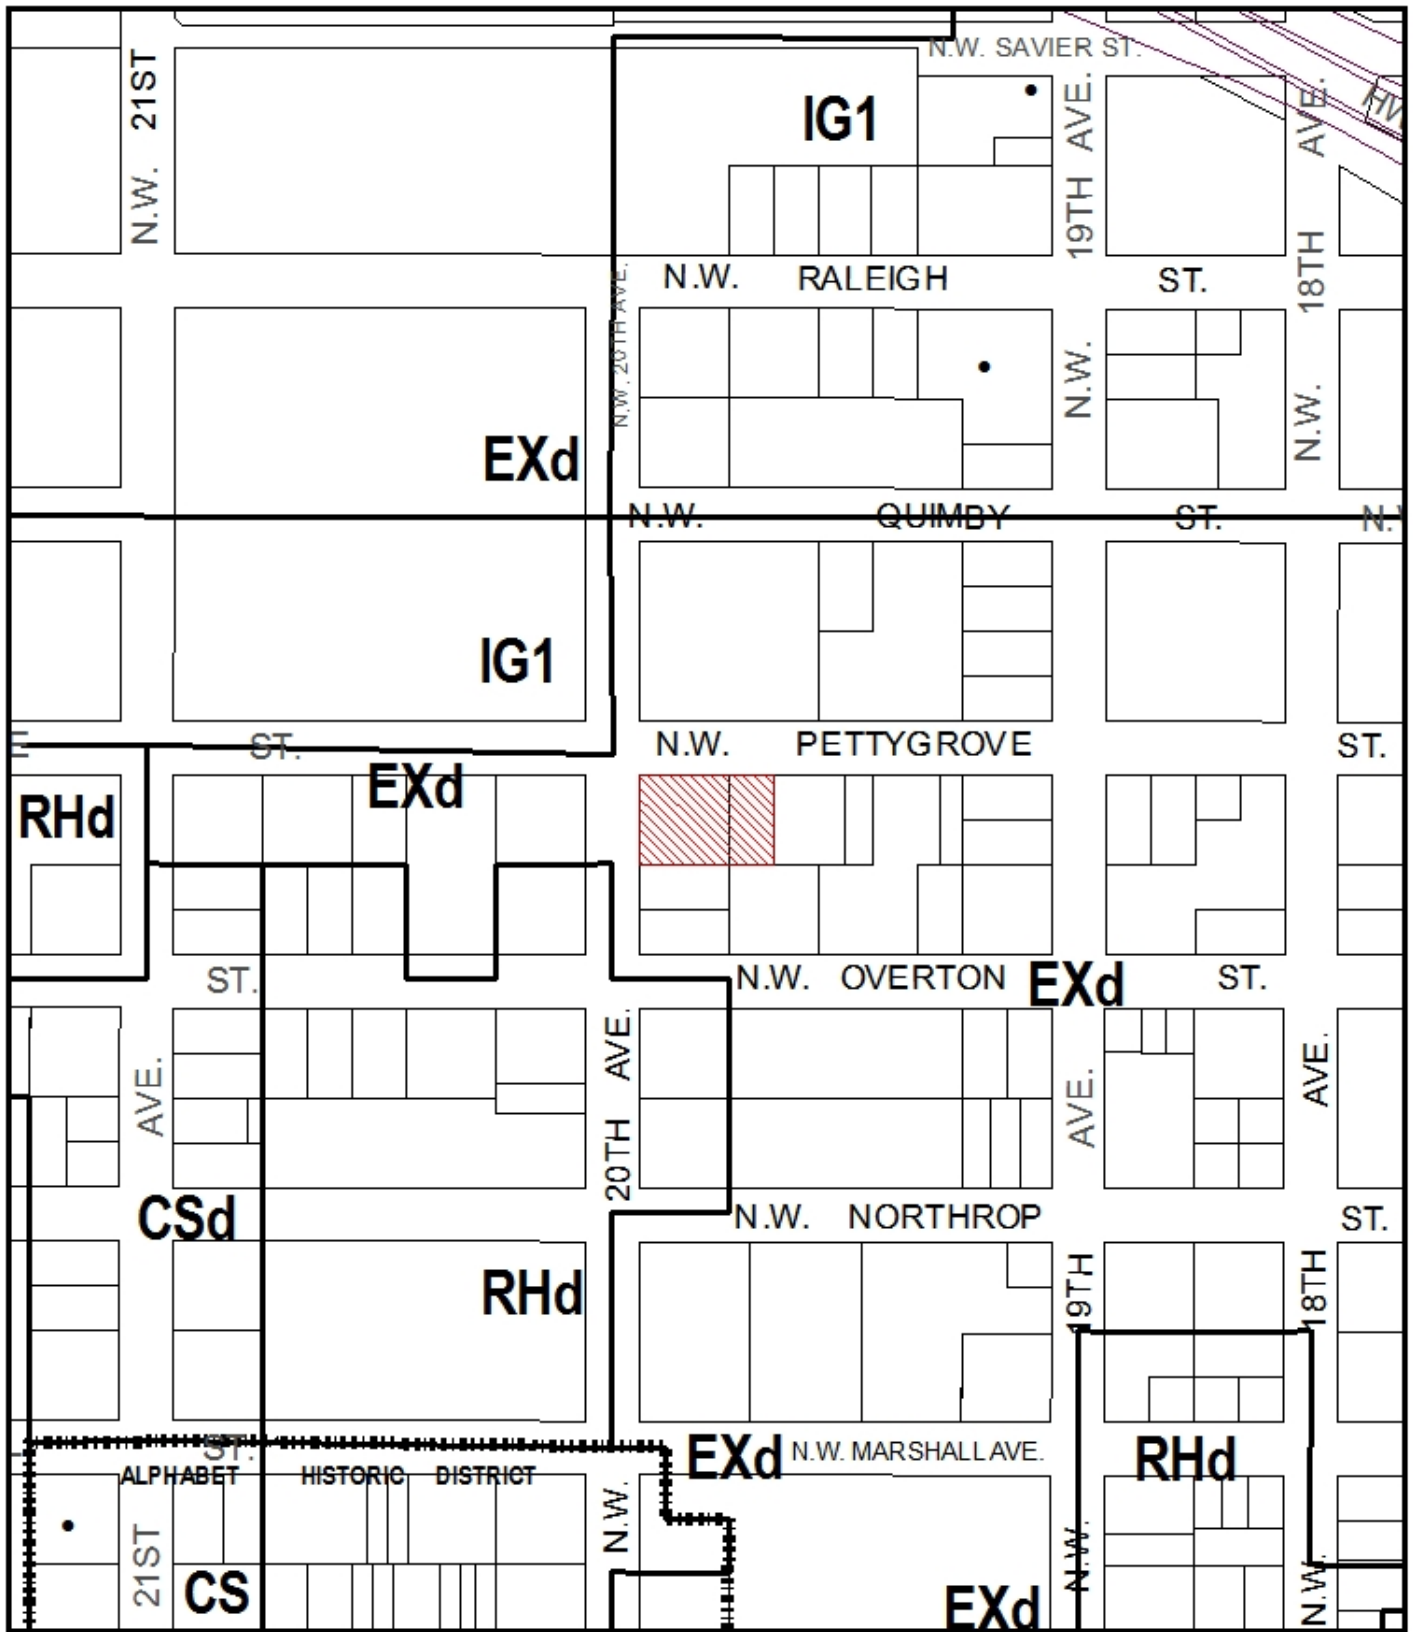 N.W. SAVIER ST.
N.W. 21ST
IG1
19TH AVE.
AVE.
N.W. RALEIGH ST.
N.W. 20TH AVE.
N.W.
N.W. 18TH
EXd
N.W. QUIMBY ST.
IG1
ST.
N.W. PETTYGROVE ST.
EXd
RHd
ST.
N.W. OVERTON EXd ST.
AVE.
20TH AVE.
AVE.
AVE.
CSd
N.W. NORTHROP ST.
RHd
19TH
18TH
ST.
EXd
N.W. MARSHALL AVE.
RHd
ALPHABET HISTORIC DISTRICT
21ST
N.W.
N.W.
N.W.
CS
EXd